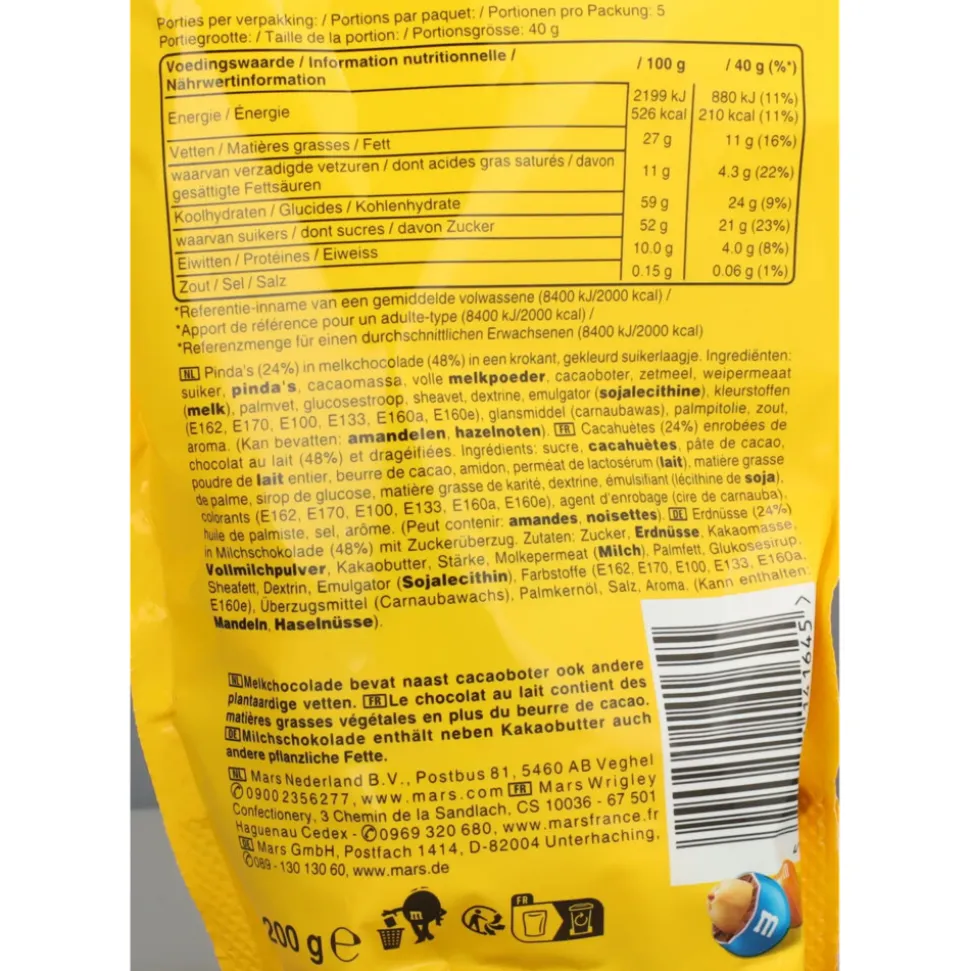 Porties per verpakking: / Portions par paquet: / Portionen pro Packung: 5
Portiegrootte: / Taille de la portion: / Portionsgrösse: 40 g
Voedingswaarde / Information nutritionnelle / Nährwertinformation / 100 g / 40 g (%*)
Energie / Énergie 2199 kJ 880 kJ (11%)
526 kcal 210 kcal (11%)
Vetten / Matières grasses / Fett 27 g 11 g (16%)
waarvan verzadigde vetzuren / dont acides gras saturés / davon gesättigte Fettsäuren 11 g 4.3 g (22%)
Koolhydraten / Glucides / Kohlenhydrate 59 g 24 g (9%)
waarvan suikers / dont sucres / davon Zucker 52 g 21 g (23%)
Eiwitten / Protéines / Eiweiss 10.0 g 4.0 g (8%)
Zout / Sel / Salz 0.15 g 0.06 g (1%)
*Referentie-inname van een gemiddelde volwassene (8400 kJ/2000 kcal) /
*Apport de référence pour un adulte-type (8400 kJ/2000 kcal) /
*Referenzmenge für einen durchschnittlichen Erwachsenen (8400 kJ/2000 kcal)
NL Pinda's (24%) in melkchocolade (48%) in een krokant, gekleurd suikerlaagje. Ingrediënten:
suiker, pinda's, cacaomassa, volle melkpoeder, cacaoboter, zetmeel, weipermeaat
(melk), palmvet, glucosestroop, sheavet, dextrine, emulgator (sojalecithine), kleurstoffen
(E162, E170, E100, E133, E160a, E160e), glansmiddel (carnaubawas), palmpitolie, zout,
aroma. (Kan bevatten: amandelen, hazelnoten). FR Cacahuètes (24%) enrobées de
chocolat au lait (48%) et dragéifiées. Ingrédients: sucre, cacahuètes, pâte de cacao,
poudre de lait entier, beurre de cacao, amidon, perméat de lactosérum (lait), matière grasse
de palme, sirop de glucose, matière grasse de karité, dextrine, émulsifiant (lécithine de soja),
colorants (E162, E170, E100, E133, E160a, E160e), agent d'enrobage (cire de carnauba),
huile de palmiste, sel, arôme. (Peut contenir: amandes, noisettes). DE Erdnüsse (24%)
in Milchschokolade (48%) mit Zuckerüberzug. Zutaten: Zucker, Erdnüsse, Kakaomasse,
Vollmilchpulver, Kakaobutter, Stärke, Molkepermeat (Milch), Palmfett, Glukosesirup,
Sheafett, Dextrin, Emulgator (Sojalecithin), Farbstoffe (E162, E170, E100, E133, E160a,
E160e), Überzugsmittel (Carnaubawachs), Palmkernöl, Salz, Aroma. (Kann enthalten:
Mandeln, Haselnüsse).
NL Melkchocolade bevat naast cacaoboter ook andere
plantaardige vetten. FR Le chocolat au lait contient des
matières grasses végétales en plus du beurre de cacao.
DE Milchschokolade enthält neben Kakaobutter auch
andere pflanzliche Fette.
NL Mars Nederland B.V., Postbus 81, 5460 AB Veghel
0900 2356277, www.mars.com FR Mars Wrigley
Confectionery, 3 Chemin de la Sandlach, CS 10036 - 67 501
Haguenau Cedex - 0969 320 680, www.marsfrance.fr
DE Mars GmbH, Postfach 1414, D-82004 Unterhaching,
089 - 130 130 60, www.mars.de
FR
m
200 g e
m